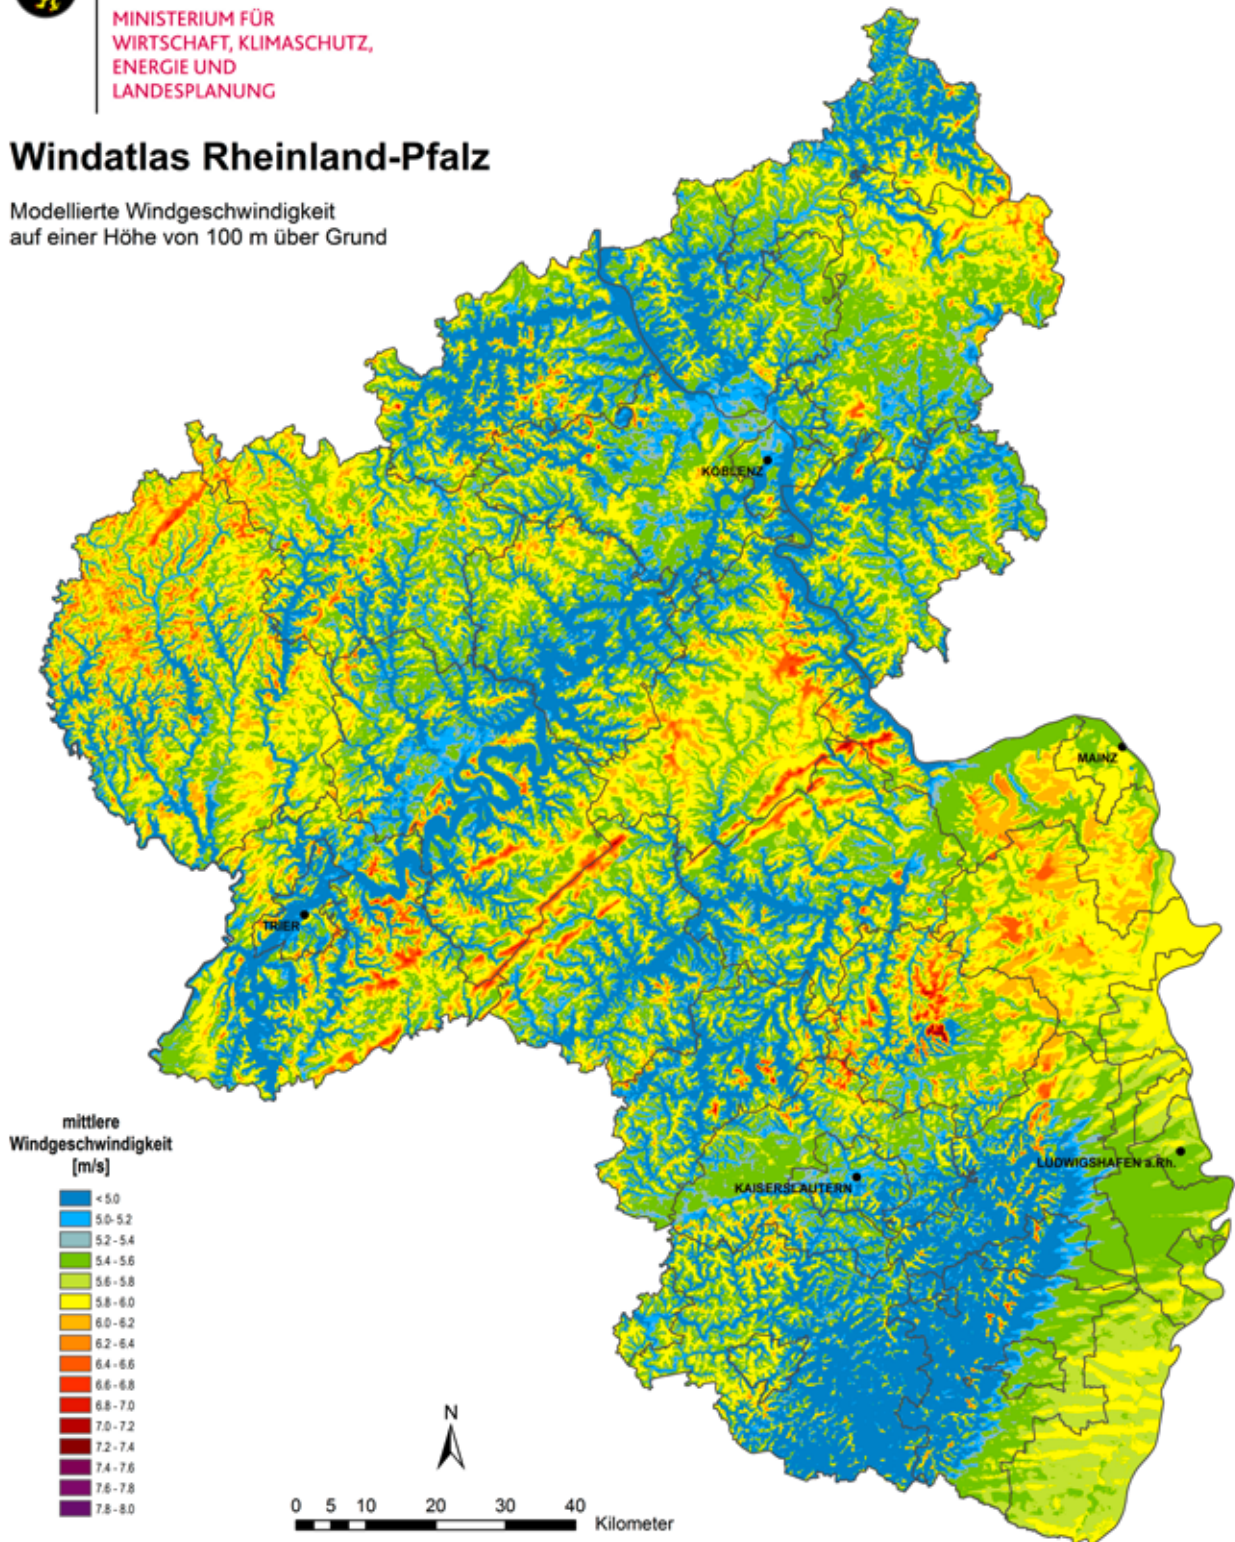 MINISTERIUM FÜR
WIRTSCHAFT, KLIMASCHUTZ,
ENERGIE UND
LANDESPLANUNG
Windatlas Rheinland-Pfalz
Modellierte Windgeschwindigkeit
auf einer Höhe von 100 m über Grund
KOBLENZ
MAINZ
TRIER
LUDWIGSHAFEN a.Rh.
KAISERSLAUTERN
mittlere
Windgeschwindigkeit
[m/s]
< 5.0
5.0 - 5.2
5.2 - 5.4
5.4 - 5.6
5.6 - 5.8
5.8 - 6.0
6.0 - 6.2
6.2 - 6.4
6.4 - 6.6
6.6 - 6.8
6.8 - 7.0
7.0 - 7.2
7.2 - 7.4
7.4 - 7.6
7.6 - 7.8
7.8 - 8.0
N
0 5 10 20 30 40
Kilometer